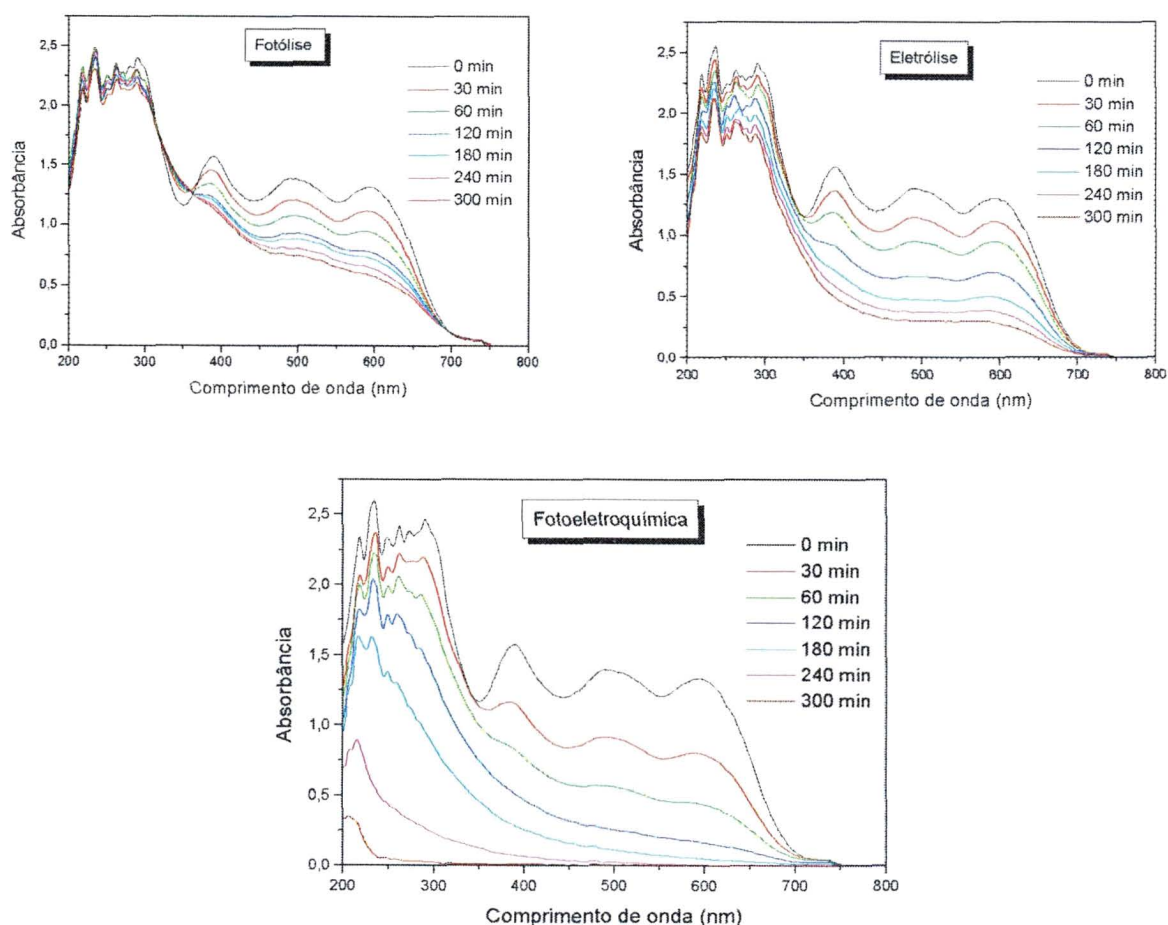 Fotólise
0 min
30 min
60 min
120 min
180 min
240 min
300 min
Absorbância
2,5
2,0
1,5
1,0
0,5
0,0
200 300 400 500 600 700 800
Comprimento de onda (nm)
Eletrólise
0 min
30 min
60 min
120 min
180 min
240 min
300 min
Absorbância
2,5
2,0
1,5
1,0
0,5
0,0
200 300 400 500 600 700 800
Comprimento de onda (nm)
Fotoeletroquímica
0 min
30 min
60 min
120 min
180 min
240 min
300 min
Absorbância
2,5
2,0
1,5
1,0
0,5
0,0
200 300 400 500 600 700 800
Comprimento de onda (nm)